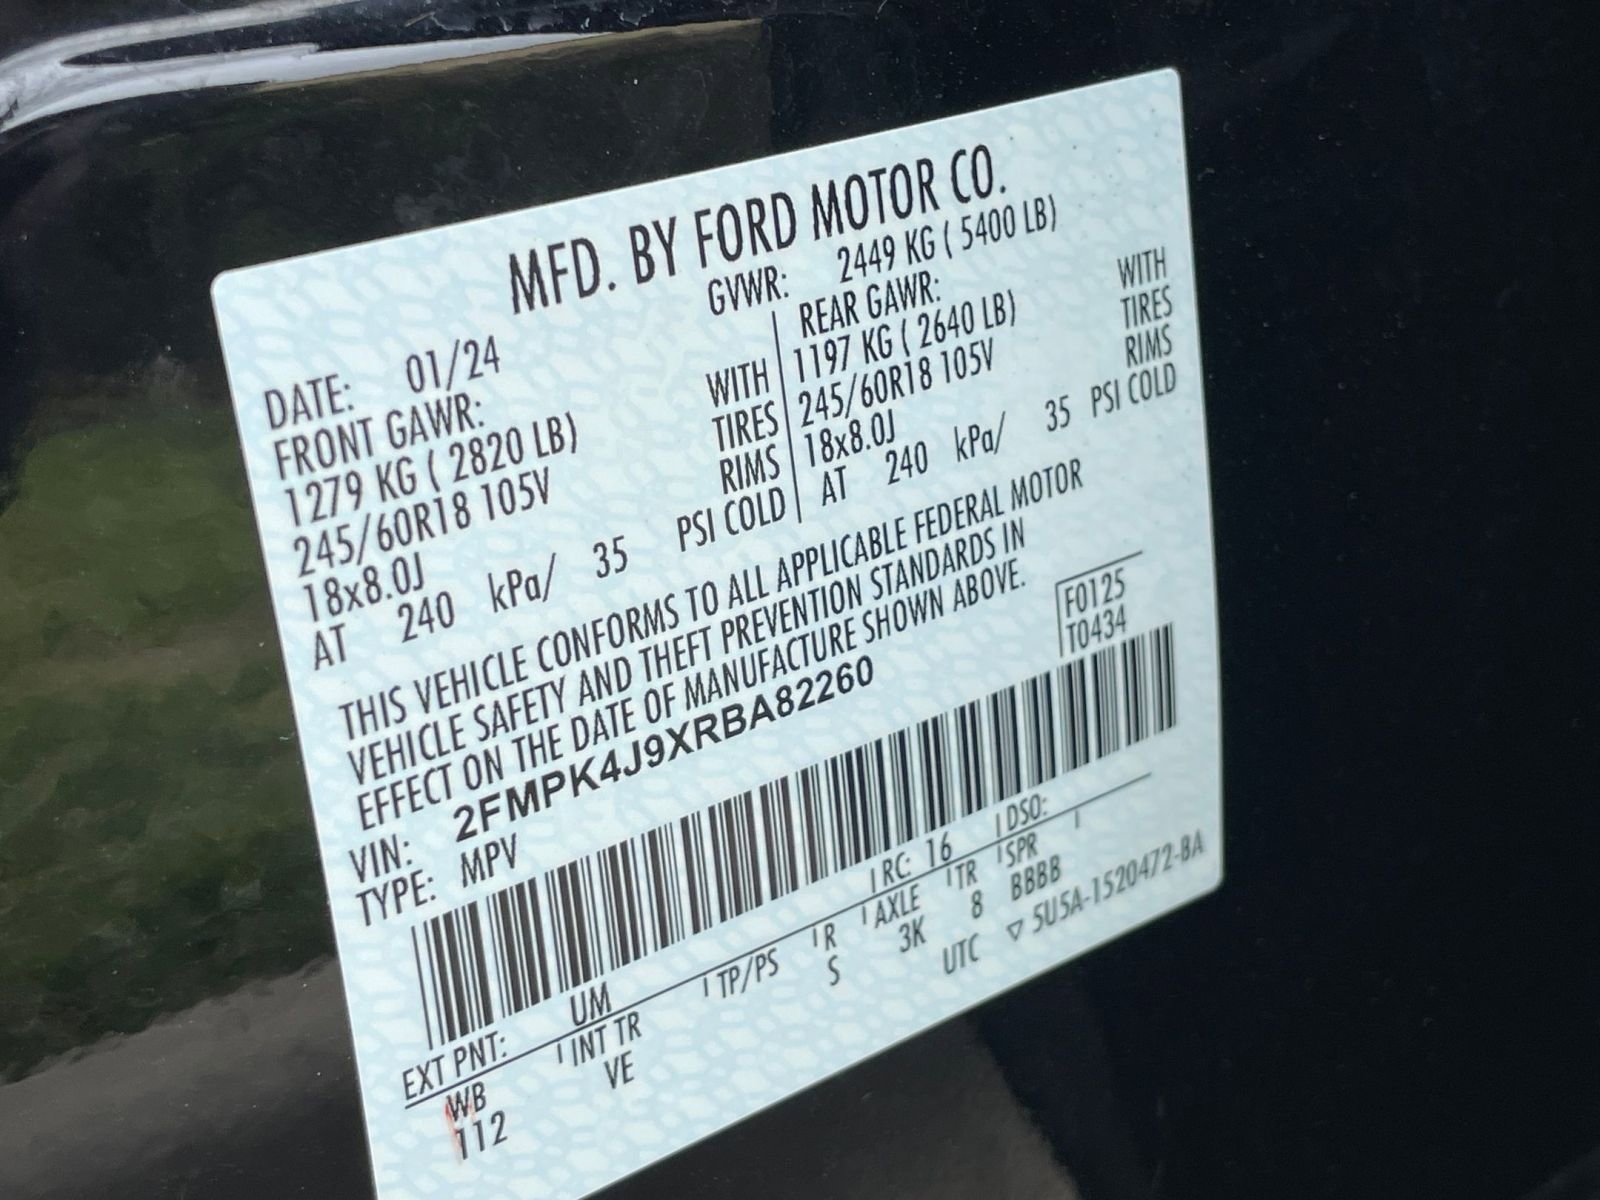 MFD. BY FORD MOTOR CO.
DATE: 01/24
GVWR: 2449 KG ( 5400 LB)
FRONT GAWR:
1279 KG ( 2820 LB) WITH
245/60R18 105V TIRES
18x8.0J RIMS
AT 240 kPa/ 35 PSI COLD
REAR GAWR:
1197 KG ( 2640 LB) WITH
245/60R18 105V TIRES
18x8.0J RIMS
AT 240 kPa/ 35 PSI COLD
THIS VEHICLE CONFORMS TO ALL APPLICABLE FEDERAL MOTOR
VEHICLE SAFETY AND THEFT PREVENTION STANDARDS IN
EFFECT ON THE DATE OF MANUFACTURE SHOWN ABOVE.
F0125
T0434
VIN: 2FMPK4J9XRBA82260
TYPE: MPV
EXT PNT: UM RC: 16 DSO:
WB INT TR TP/PS R AXLE TR SPR
112 VE S 3K 8 BBBB
UTC ▽ 5U5A-1520472-BA